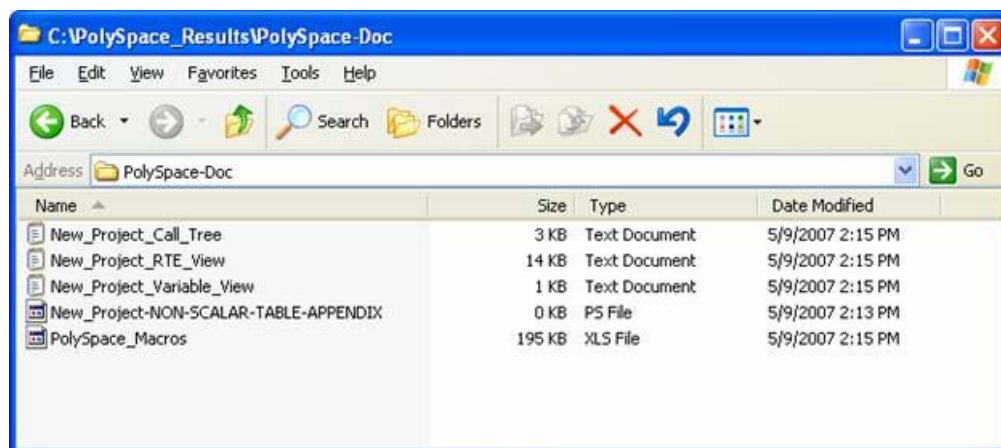 C:\PolySpace_Results\PolySpace-Doc
File Edit View Favorites Tools Help
Back Search Folders
Address PolySpace-Doc Go
Name Size Type Date Modified
New_Project_Call_Tree 3 KB Text Document 5/9/2007 2:15 PM
New_Project_RTE_View 14 KB Text Document 5/9/2007 2:15 PM
New_Project_Variable_View 1 KB Text Document 5/9/2007 2:15 PM
New_Project-NON-SCALAR-TABLE-APPENDIX 0 KB PS File 5/9/2007 2:13 PM
PolySpace_Macros 195 KB XLS File 5/9/2007 2:15 PM